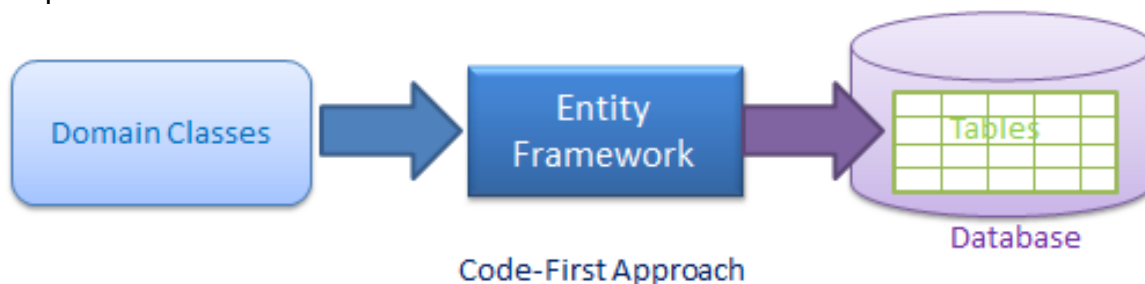 Domain Classes
Entity
Framework
Tables
Database
Code-First Approach